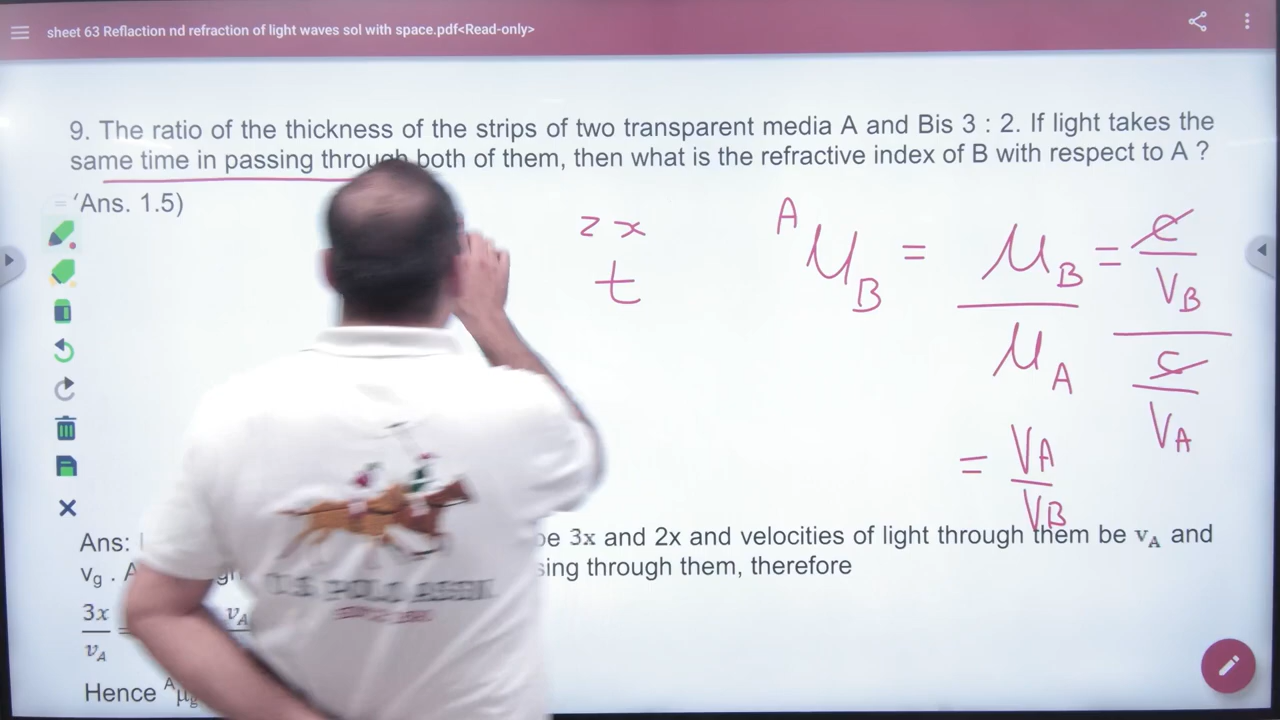 sheet 63 Reflaction nd refraction of light waves sol with space.pdf<Read-only>
9. The ratio of the thickness of the strips of two transparent media A and Bis 3 : 2. If light takes the
same time in passing through both of them, then what is the refractive index of B with respect to A ?
= ‘Ans. 1.5)
2x
t
A μ B = μB / μA = c/VB / c/VA
= VA / VB
Ans: be 3x and 2x and velocities of light through them be vA and
vg . A sing through them, therefore
3x / vA = vA
Hence Aμg
U.S. POLO ASSN.